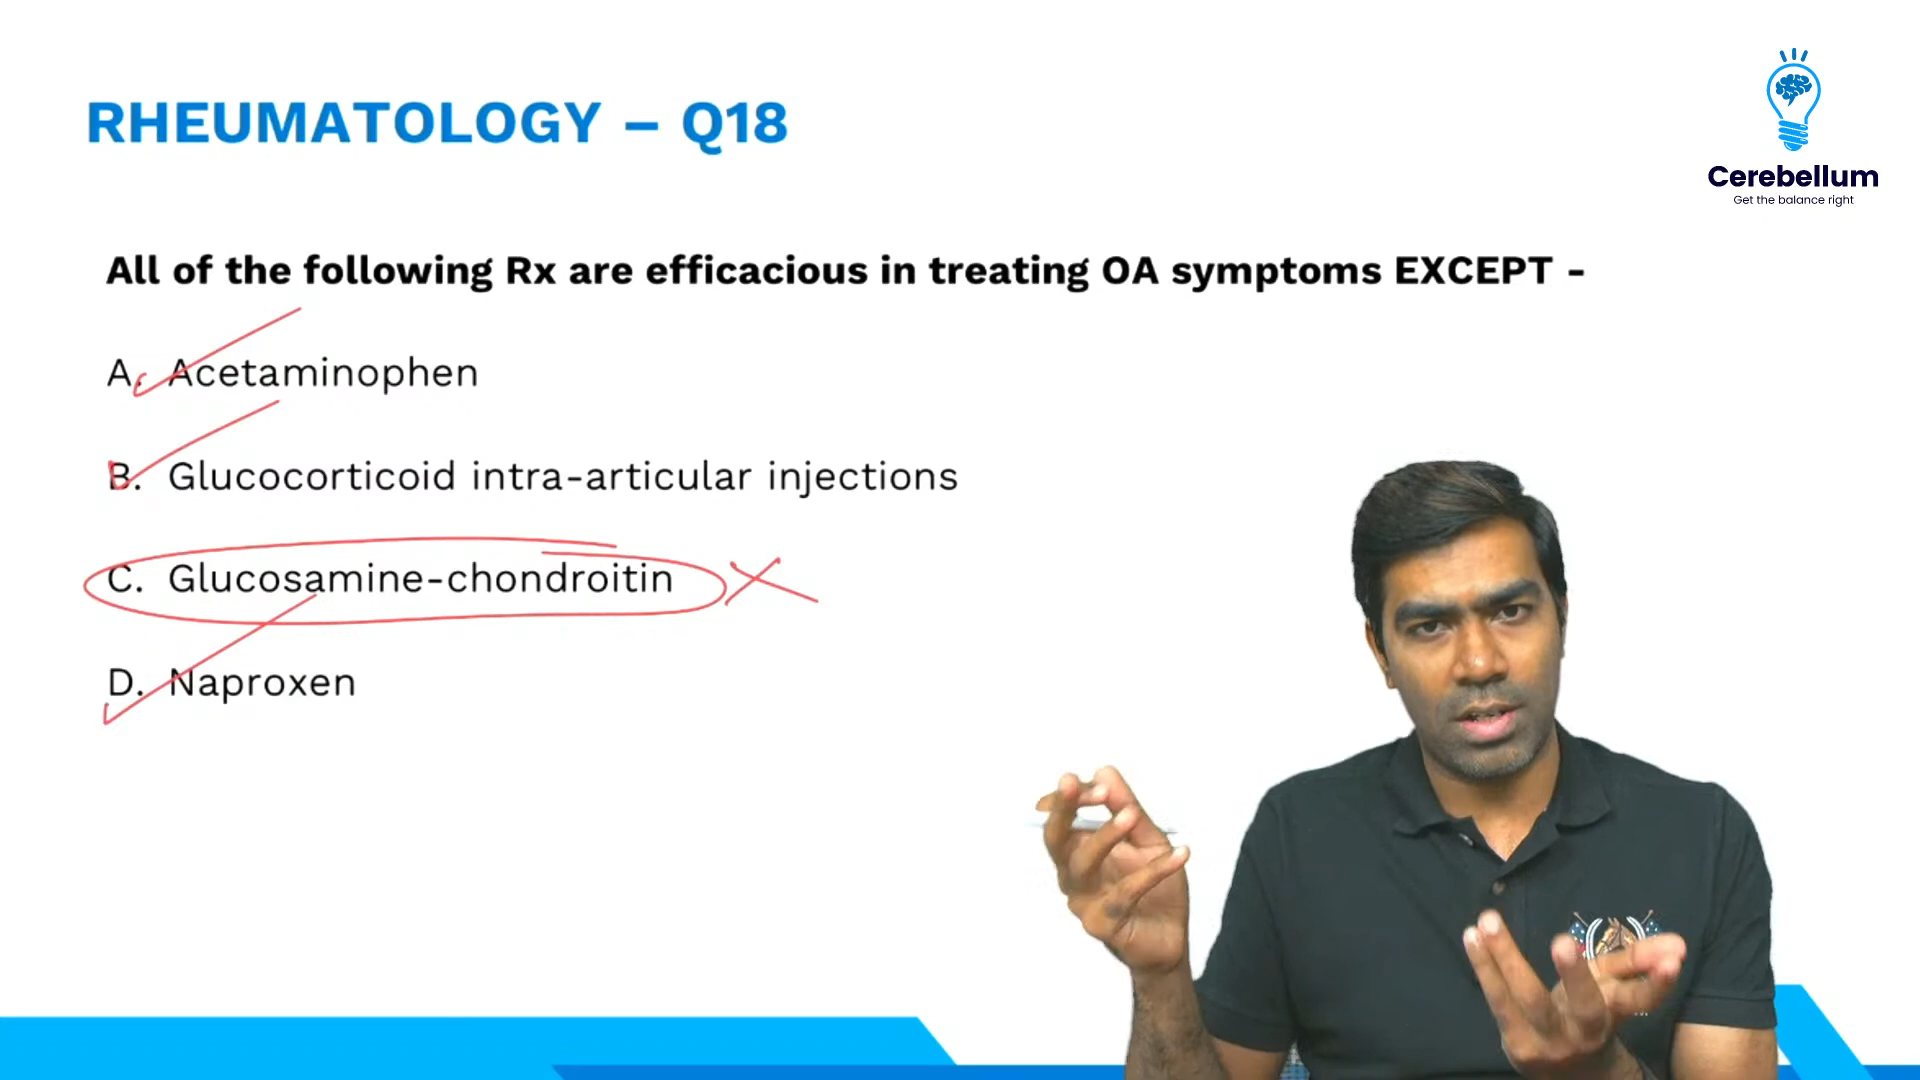 RHEUMATOLOGY – Q18
Cerebellum
Get the balance right
All of the following Rx are efficacious in treating OA symptoms EXCEPT -
A. Acetaminophen
B. Glucocorticoid intra-articular injections
C. Glucosamine-chondroitin
D. Naproxen